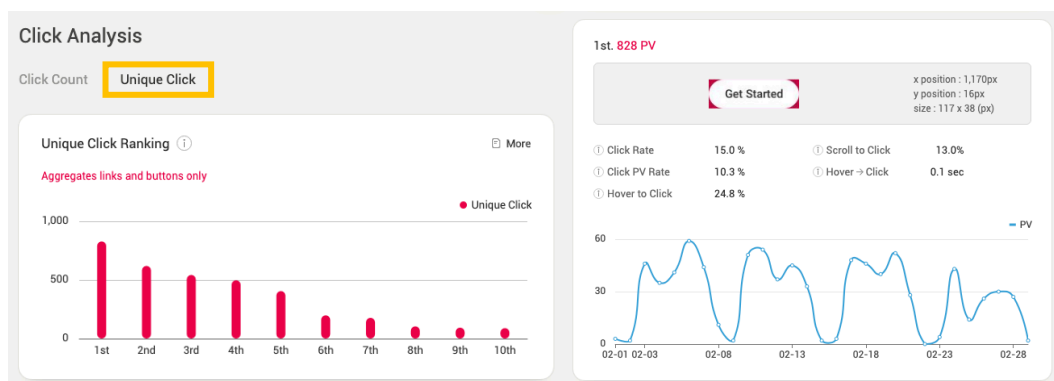 Click Analysis
Click Count Unique Click
Unique Click Ranking i More
Aggregates links and buttons only
Unique Click
1,000
500
0
1st 2nd 3rd 4th 5th 6th 7th 8th 9th 10th
1st. 828 PV
Get Started
x position : 1,170px
y position : 16px
size : 117 x 38 (px)
i Click Rate 15.0 % i Scroll to Click 13.0%
i Click PV Rate 10.3 % i Hover → Click 0.1 sec
i Hover to Click 24.8 %
PV
60
30
0
02-01 02-03 02-08 02-13 02-18 02-23 02-28